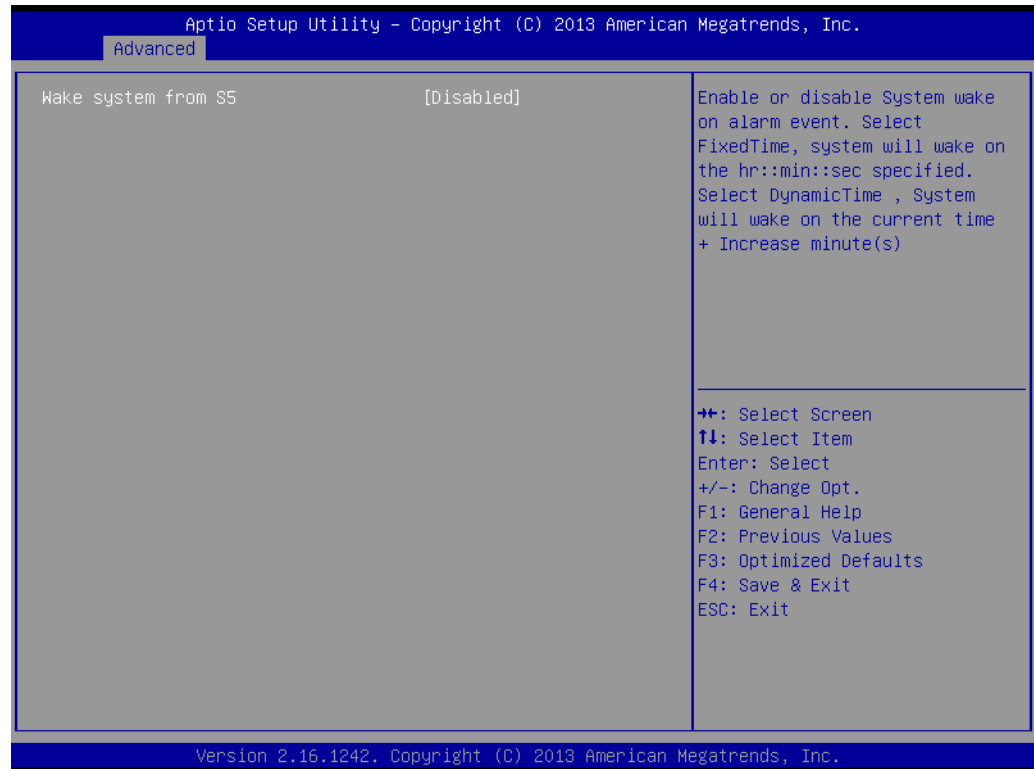 Aptio Setup Utility – Copyright (C) 2013 American Megatrends, Inc.
Advanced
Wake system from S5 [Disabled]
Enable or disable System wake
on alarm event. Select
FixedTime, system will wake on
the hr::min::sec specified.
Select DynamicTime , System
will wake on the current time
+ Increase minute(s)
→←: Select Screen
↑↓: Select Item
Enter: Select
+/-: Change Opt.
F1: General Help
F2: Previous Values
F3: Optimized Defaults
F4: Save & Exit
ESC: Exit
Version 2.16.1242. Copyright (C) 2013 American Megatrends, Inc.